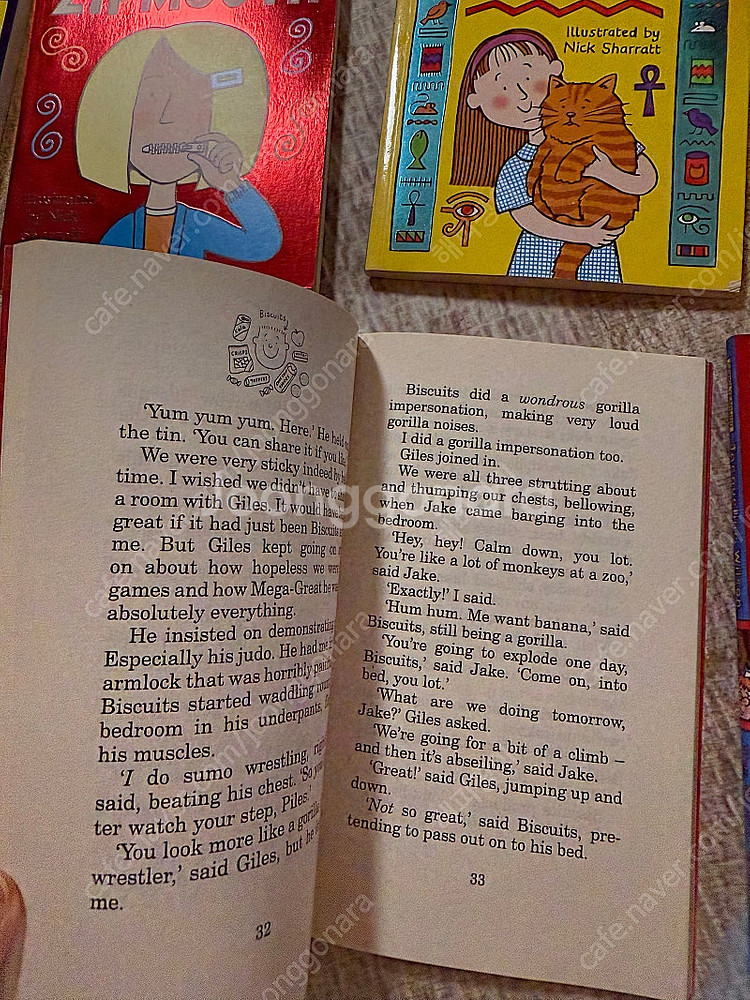 ZIPMOUTH
Illustrated by
Nick Sharratt
Biscuits
CRISPS
'Yum yum yum. Here.' He held
the tin. 'You can share it if you
We were very sticky indeed by
time. I wished we didn't have to
a room with Giles. It would have
great if it had just been Biscuits
me. But Giles kept going on
on about how hopeless we were
games and how Mega-Great he
absolutely everything.
He insisted on demonstrating
Especially his judo. He had me
armlock that was horribly
Biscuits started waddling round
bedroom in his underpants,
his muscles.
'I do sumo wrestling,
said, beating his chest. 'So
ter watch your step, Piles.'
'You look more like a gorilla
wrestler,' said Giles, but he
me.
32
Biscuits did a wondrous gorilla
impersonation, making very loud
gorilla noises.
I did a gorilla impersonation too.
Giles joined in.
We were all three strutting about
and thumping our chests, bellowing,
when Jake came barging into the
bedroom.
'Hey, hey! Calm down, you lot.
You're like a lot of monkeys at a zoo,'
said Jake.
'Exactly!' I said.
'Hum hum. Me want banana,' said
Biscuits, still being a gorilla.
'You're going to explode one day,
Biscuits,' said Jake. 'Come on, into
bed, you lot.'
'What are we doing tomorrow,
Jake?' Giles asked.
'We're going for a bit of a climb –
and then it's abseiling,' said Jake.
'Great!' said Giles, jumping up and
down.
'Not so great,' said Biscuits, pre-
tending to pass out on to his bed.
33
joonggonara
cafe.naver.com/joonggonara